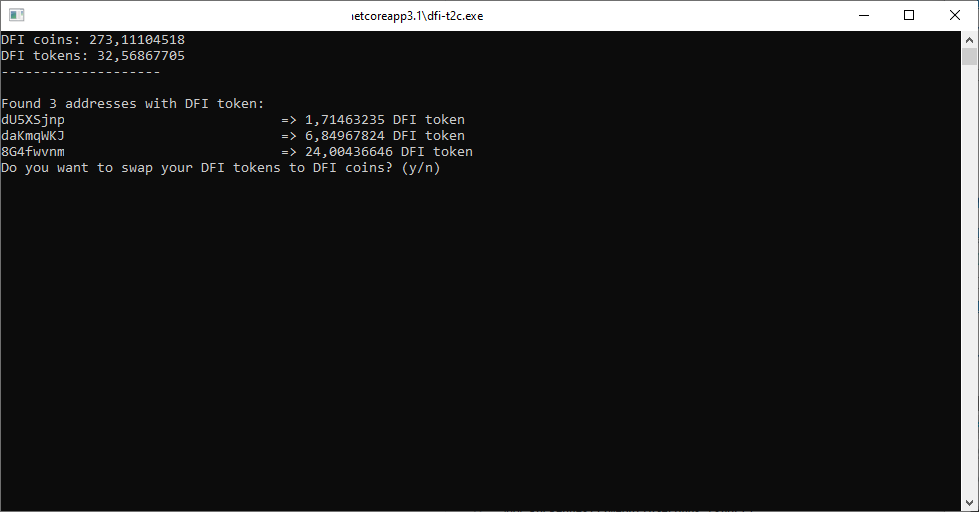 netcoreapp3.1\dfi-t2c.exe
DFI coins: 273,11104518
DFI tokens: 32,56867705
--------------------
Found 3 addresses with DFI token:
dU5XSjnp => 1,71463235 DFI token
daKmqWKJ => 6,84967824 DFI token
8G4fwvnm => 24,00436646 DFI token
Do you want to swap your DFI tokens to DFI coins? (y/n)